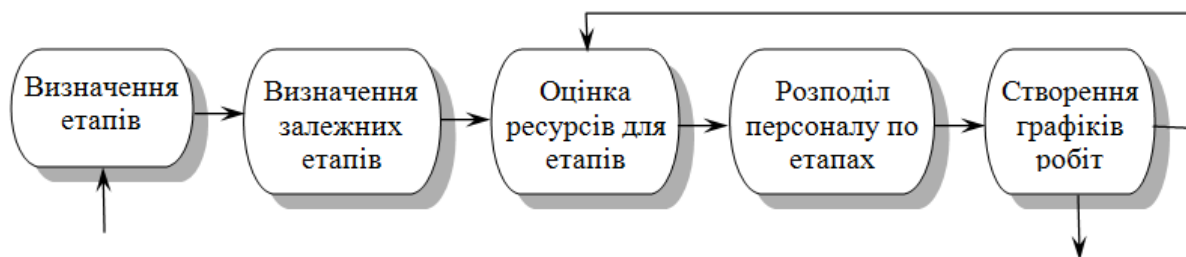 Визначення
етапів
Визначення
залежних
етапів
Оцінка
ресурсів для
етапів
Розподіл
персоналу по
етапах
Створення
графіків
робіт